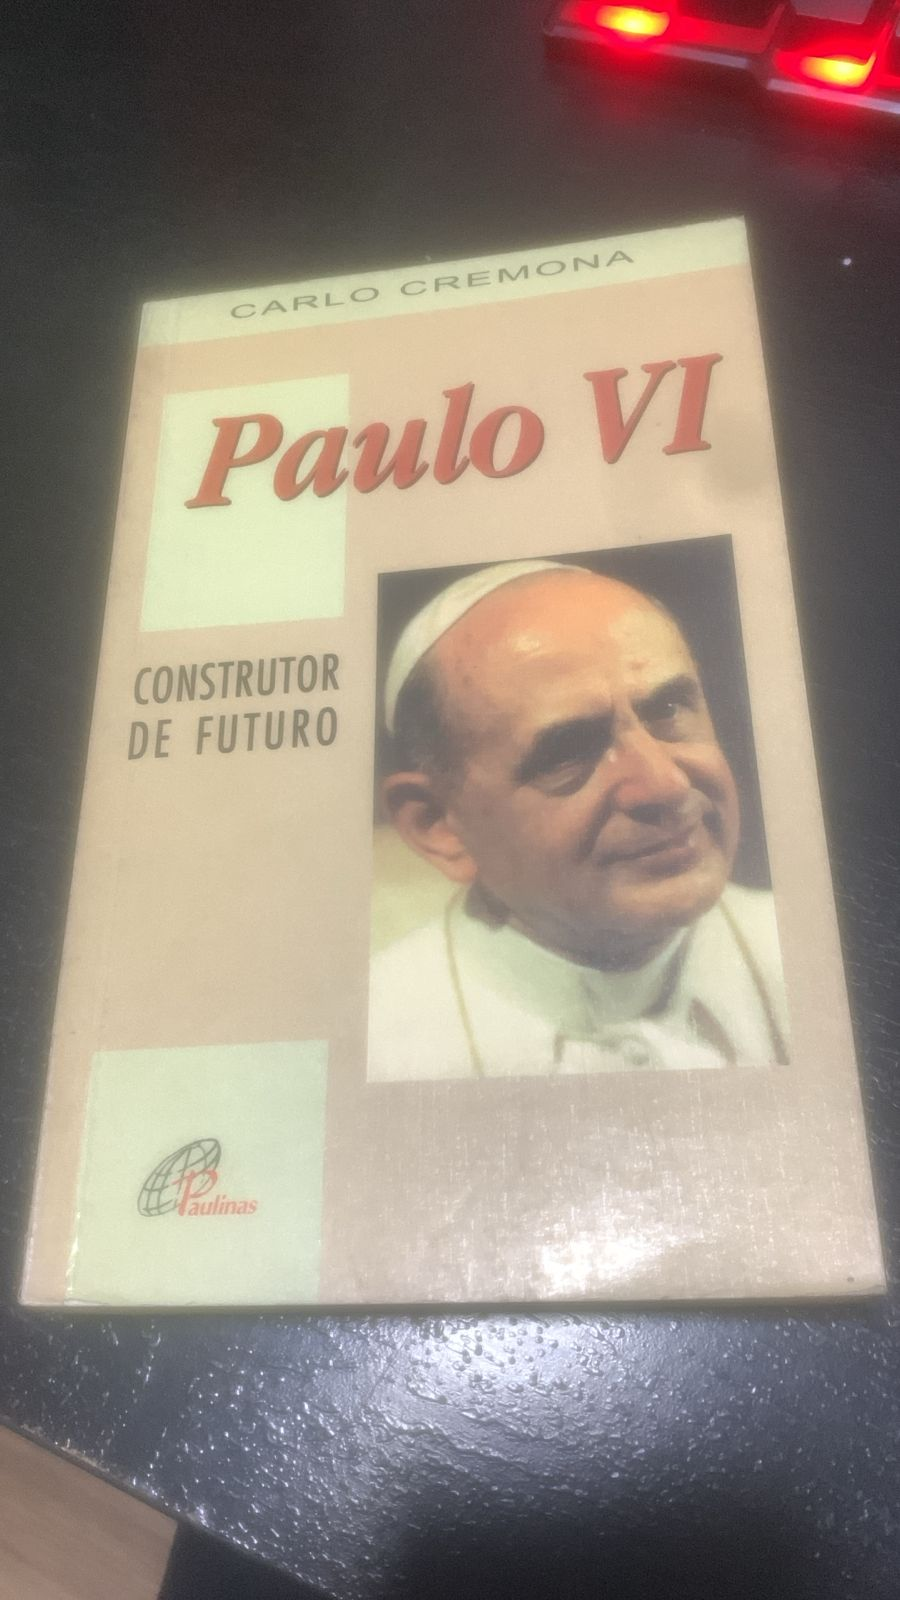 CARLO CREMONA
Paulo VI
CONSTRUTOR
DE FUTURO
Paulinas